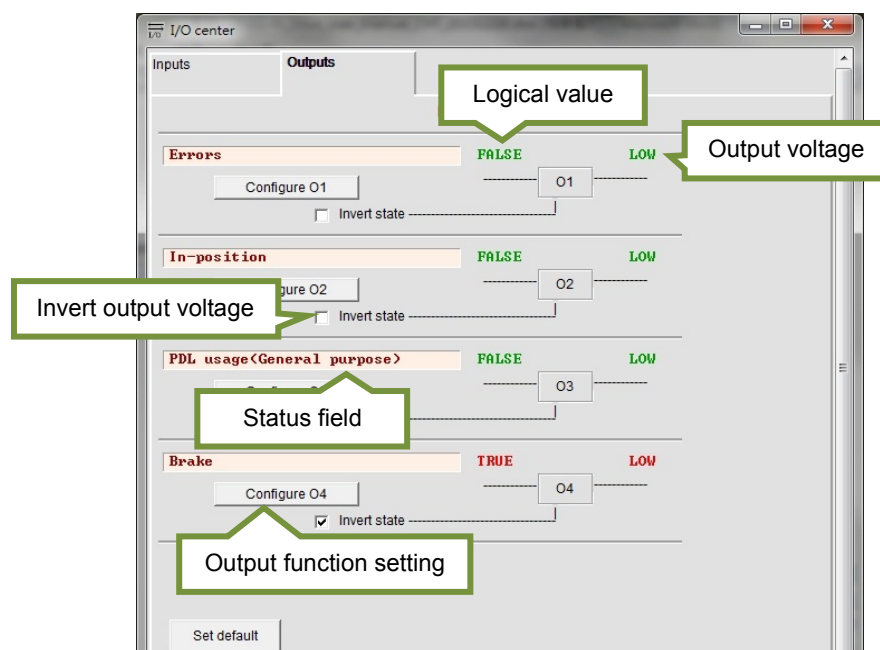 I/O center
Inputs Outputs
Logical value
Output voltage
Errors FALSE LOW
Configure O1 O1
Invert state
In-position FALSE LOW
gure O2 O2
Invert output voltage
Invert state
PDL usage(General purpose) FALSE LOW
O3
Status field
Brake TRUE LOW
Configure O4 O4
Invert state
Output function setting
Set default